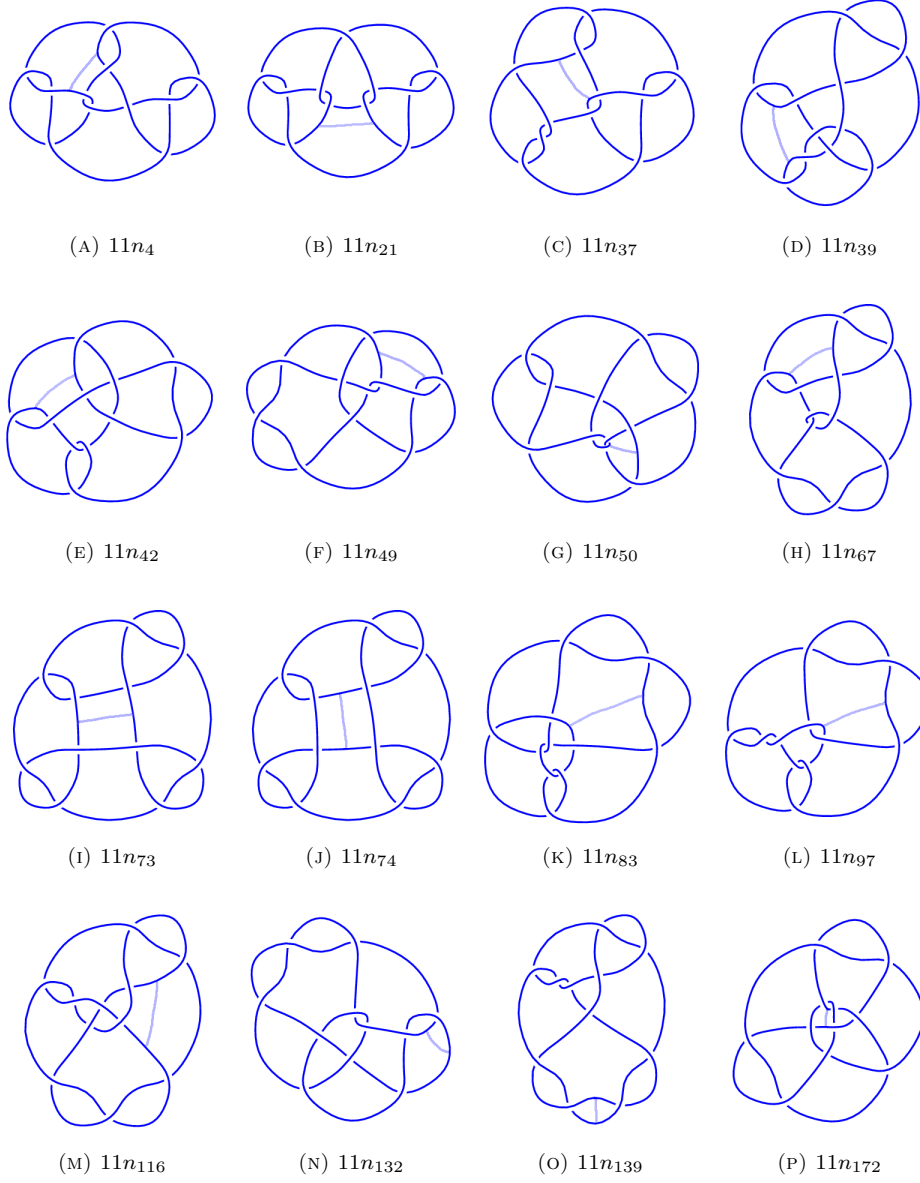 (A) 11n₄ (B) 11n₂₁ (C) 11n₃₇ (D) 11n₃₉
(E) 11n₄₂ (F) 11n₄₉ (G) 11n₅₀ (H) 11n₆₇
(I) 11n₇₃ (J) 11n₇₄ (K) 11n₈₃ (L) 11n₉₇
(M) 11n₁₁₆ (N) 11n₁₃₂ (O) 11n₁₃₉ (P) 11n₁₇₂